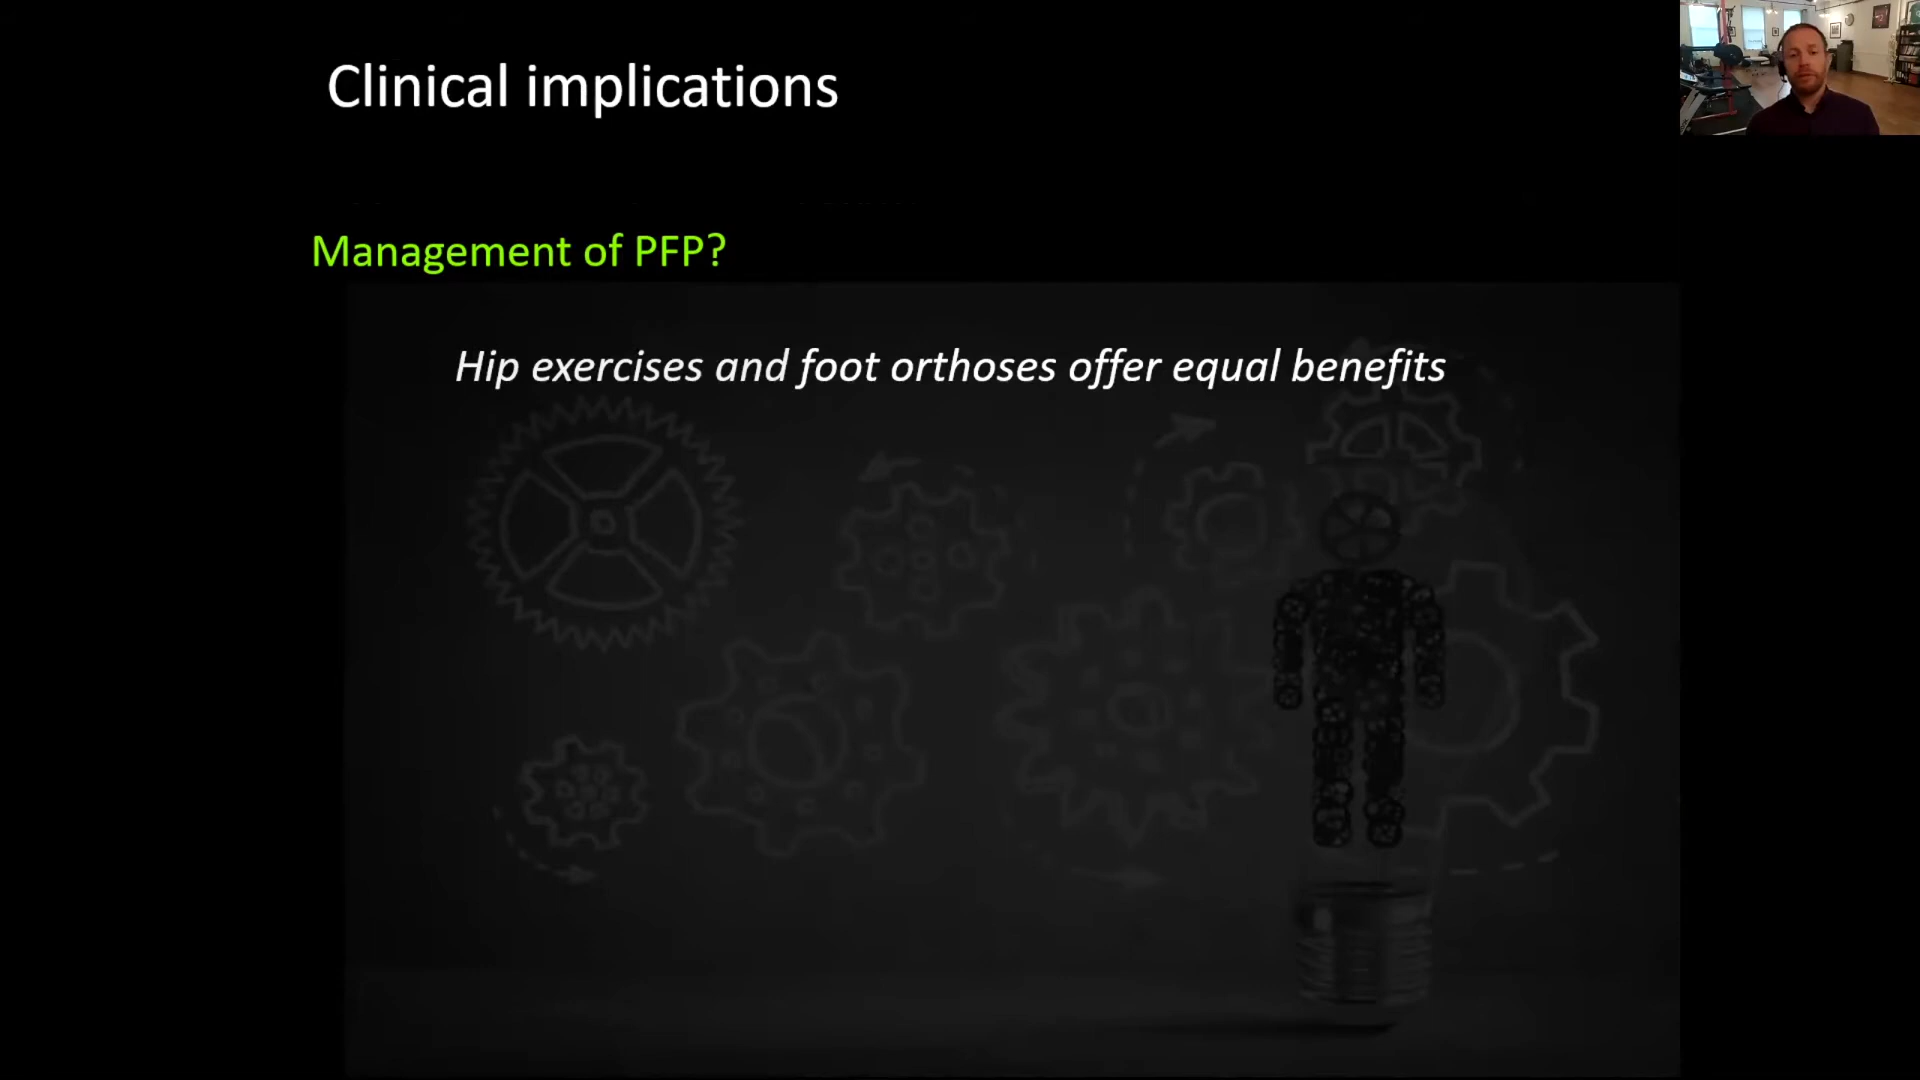 Clinical implications
Management of PFP?
Hip exercises and foot orthoses offer equal benefits